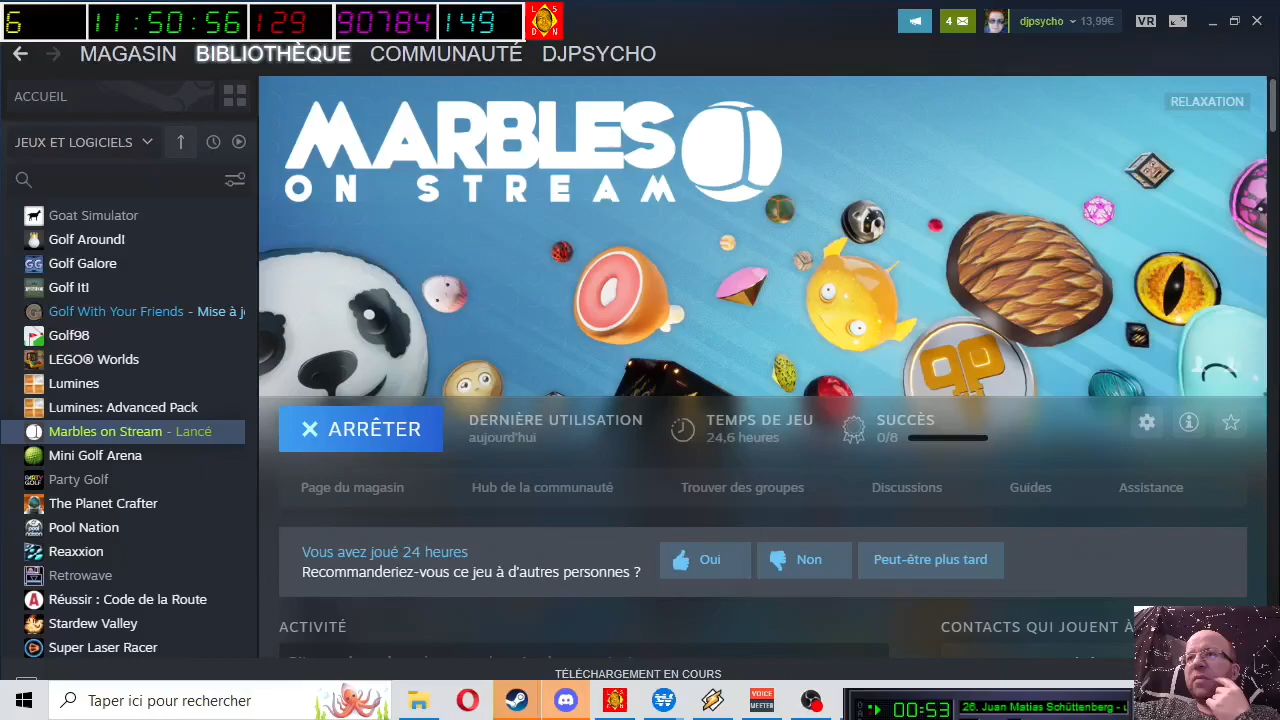 6 11:50:56 129 90784 149 LSDN
4 djpsycho 13,99€ VR
MAGASIN BIBLIOTHÈQUE COMMUNAUTÉ DJPSYCHO
ACCUEIL
RELAXATION
JEUX ET LOGICIELS
MARBLES
ON STREAM
Goat Simulator
Golf Around!
Golf Galore
Golf It!
Golf With Your Friends - Mise à j
Golf98
LEGO® Worlds
Lumines
Lumines: Advanced Pack
Marbles on Stream - Lancé
Mini Golf Arena
Party Golf
The Planet Crafter
Pool Nation
Reaxxion
Retrowave
Réussir : Code de la Route
Stardew Valley
Super Laser Racer
ARRÊTER
DERNIÈRE UTILISATION
aujourd'hui
TEMPS DE JEU
24,6 heures
SUCCÈS
0/8
Page du magasin Hub de la communauté Trouver des groupes Discussions Guides Assistance
Vous avez joué 24 heures
Recommanderiez-vous ce jeu à d'autres personnes ?
Oui Non Peut-être plus tard
ACTIVITÉ
CONTACTS QUI JOUENT À
TÉLÉCHARGEMENT EN COURS
Taper ici pour rechercher
VOICE MEETER
00:53
26. Juan Matias Schüttenberg -